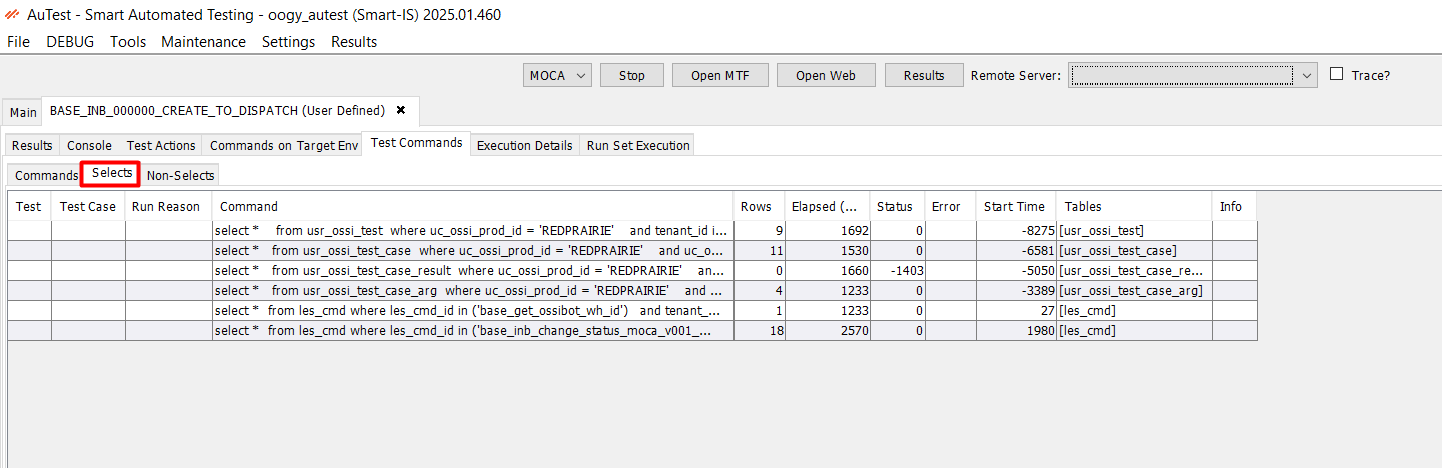 AuTest - Smart Automated Testing - oogy_autest (Smart-IS) 2025.01.460
File DEBUG Tools Maintenance Settings Results
MOCA Stop Open MTF Open Web Results Remote Server: Trace?
Main BASE_INB_000000_CREATE_TO_DISPATCH (User Defined) ✖
Results Console Test Actions Commands on Target Env Test Commands Execution Details Run Set Execution
Commands Selects Non-Selects
Test Test Case Run Reason Command Rows Elapsed (... Status Error Start Time Tables Info
select * from usr_ossi_test where uc_ossi_prod_id = 'REDPRAIRIE' and tenant_id i... 9 1692 0 -8275 [usr_ossi_test]
select * from usr_ossi_test_case where uc_ossi_prod_id = 'REDPRAIRIE' and uc_o... 11 1530 0 -6581 [usr_ossi_test_case]
select * from usr_ossi_test_case_result where uc_ossi_prod_id = 'REDPRAIRIE' an... 0 1660 -1403 -5050 [usr_ossi_test_case_re...
select * from usr_ossi_test_case_arg where uc_ossi_prod_id = 'REDPRAIRIE' and ... 4 1233 0 -3389 [usr_ossi_test_case_arg]
select * from les_cmd where les_cmd_id in ('base_get_ossibot_wh_id') and tenant_... 1 1233 0 27 [les_cmd]
select * from les_cmd where les_cmd_id in ('base_inb_change_status_moca_v001_... 18 2570 0 1980 [les_cmd]